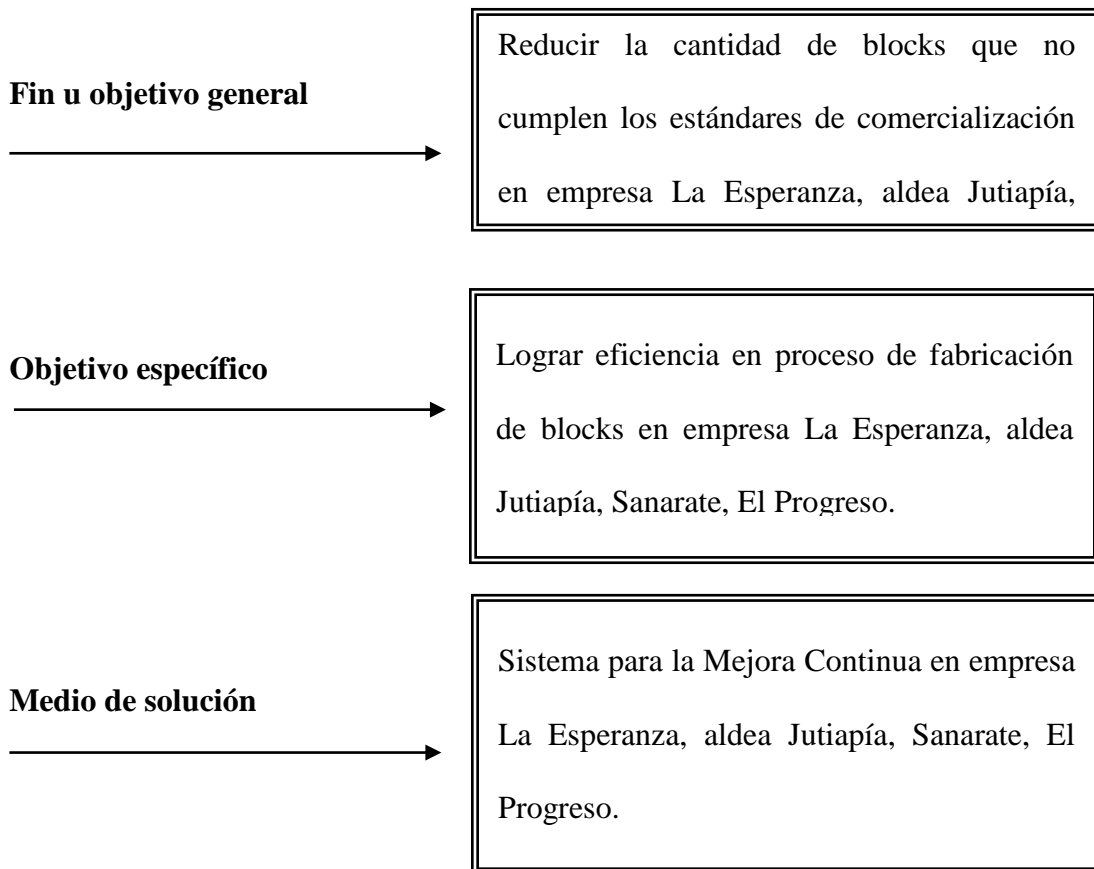 Fin u objetivo general
Reducir la cantidad de blocks que no
cumplen los estándares de comercialización
en empresa La Esperanza, aldea Jutiapía,
Objetivo específico
Lograr eficiencia en proceso de fabricación
de blocks en empresa La Esperanza, aldea
Jutiapía, Sanarate, El Progreso.
Medio de solución
Sistema para la Mejora Continua en empresa
La Esperanza, aldea Jutiapía, Sanarate, El
Progreso.